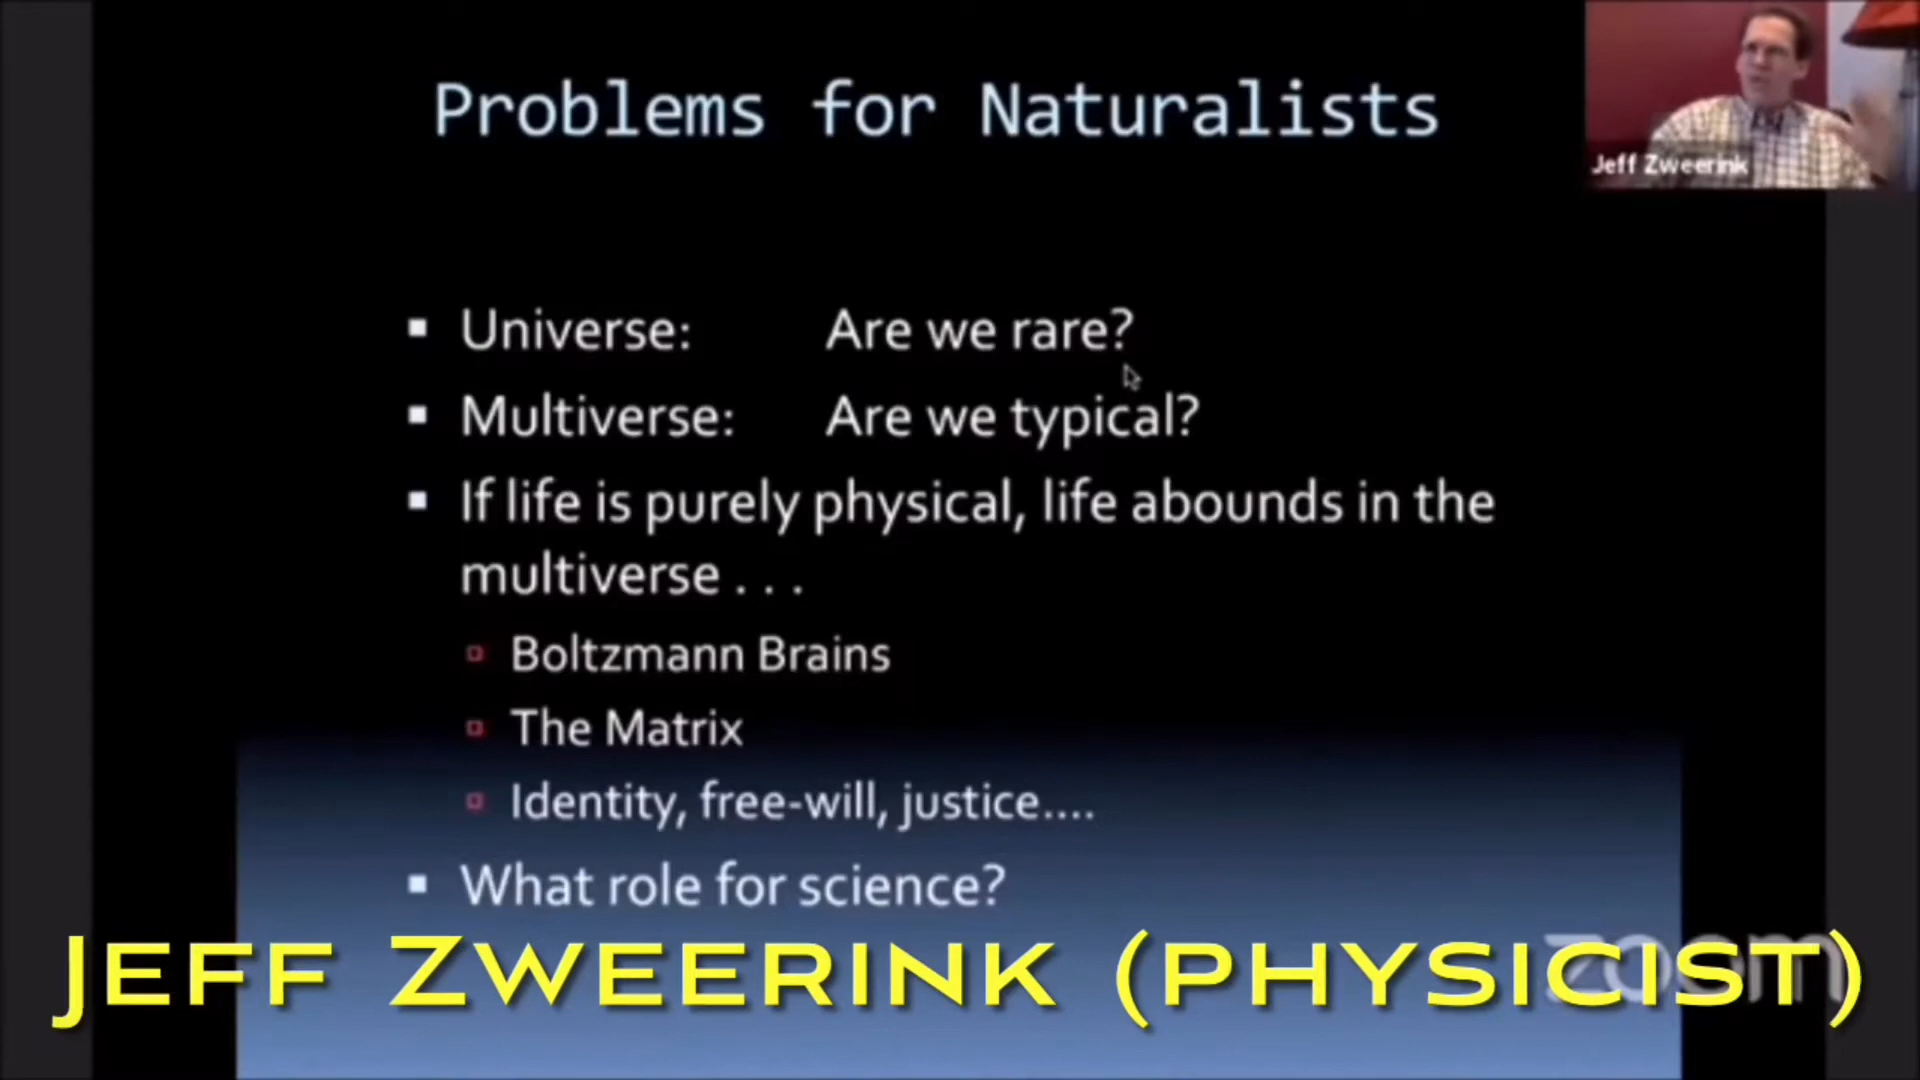 Problems for Naturalists
Jeff Zweerink
▪ Universe: Are we rare?
▪ Multiverse: Are we typical?
▪ If life is purely physical, life abounds in the
multiverse . . .
▫ Boltzmann Brains
▫ The Matrix
▫ Identity, free-will, justice....
▪ What role for science?
JEFF ZWEERINK (PHYSICIST)
zoom